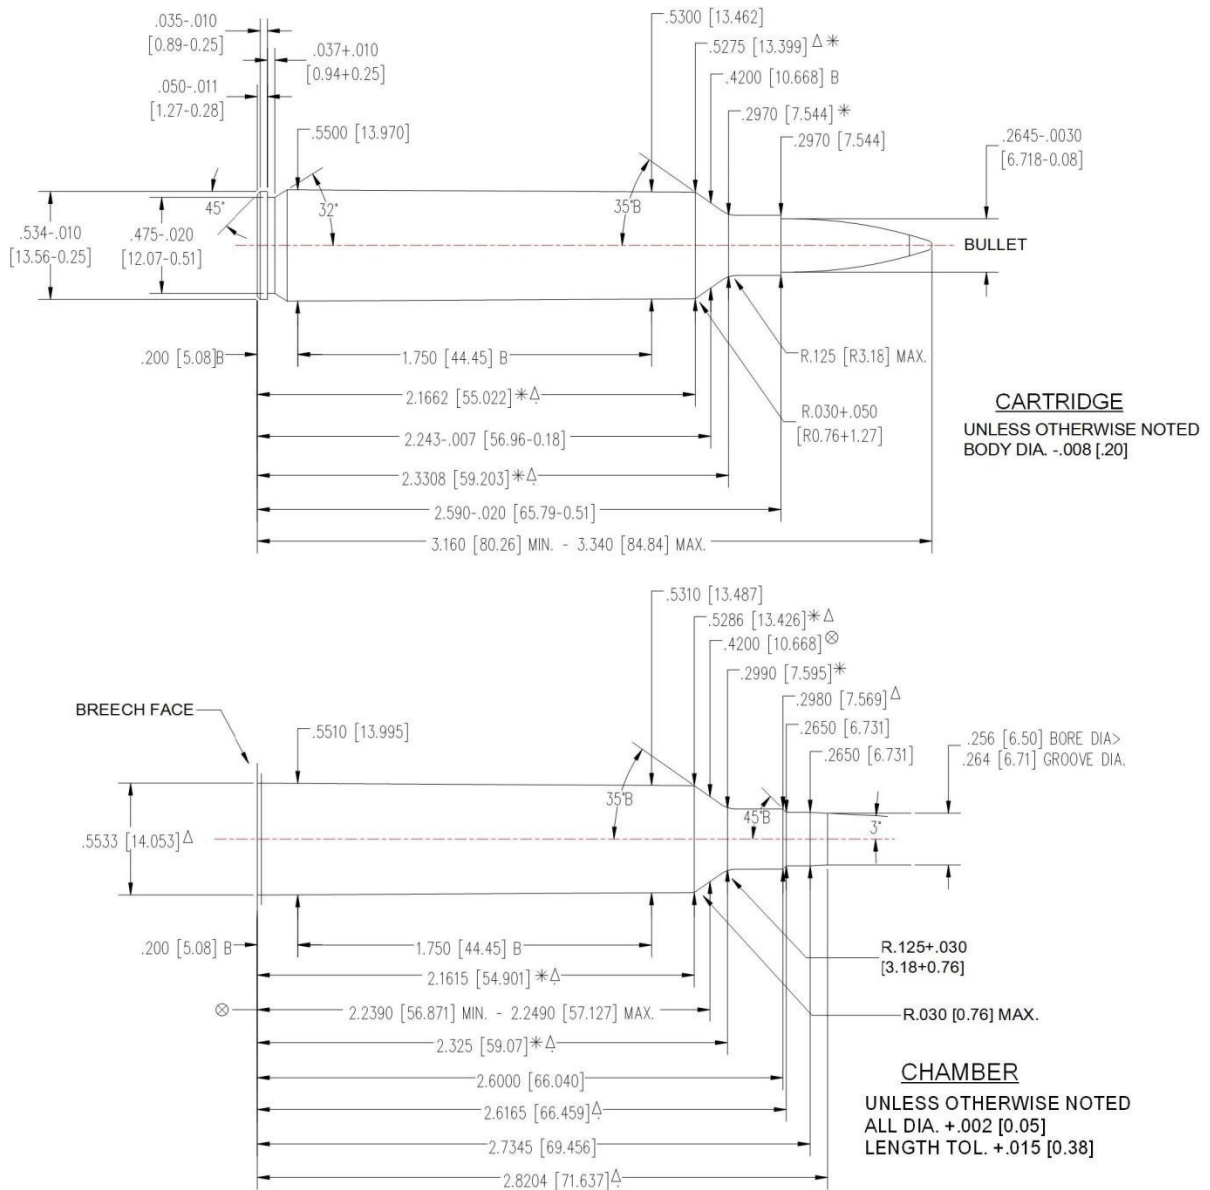 .035-.010
[0.89-0.25]
.037+.010
[0.94+0.25]
.050-.011
[1.27-0.28]
.5300 [13.462]
.5275 [13.399] Δ *
.4200 [10.668] B
.2970 [7.544] *
.2970 [7.544]
.5500 [13.970]
.2645-.0030
[6.718-0.08]
45°
32°
35°B
.534-.010
[13.56-0.25]
.475-.020
[12.07-0.51]
BULLET
.200 [5.08]B
1.750 [44.45] B
R.125 [R3.18] MAX.
2.1662 [55.022]*Δ
R.030+.050
[R0.76+1.27]
2.243-.007 [56.96-0.18]
2.3308 [59.203]*Δ
2.590-.020 [65.79-0.51]
3.160 [80.26] MIN. - 3.340 [84.84] MAX.
CARTRIDGE
UNLESS OTHERWISE NOTED
BODY DIA. -.008 [.20]
.5310 [13.487]
.5286 [13.426]*Δ
.4200 [10.668]⊗
.2990 [7.595]*
.2980 [7.569]Δ
.2650 [6.731]
.2650 [6.731]
BREECH FACE
.5510 [13.995]
.256 [6.50] BORE DIA>
.264 [6.71] GROOVE DIA.
35°B
45°B
3°
.5533 [14.053]Δ
.200 [5.08] B
1.750 [44.45] B
R.125+.030
[3.18+0.76]
2.1615 [54.901] *Δ
⊗ 2.2390 [56.871] MIN. - 2.2490 [57.127] MAX.
R.030 [0.76] MAX.
2.325 [59.07]*Δ
2.6000 [66.040]
2.6165 [66.459]Δ
2.7345 [69.456]
2.8204 [71.637]Δ
CHAMBER
UNLESS OTHERWISE NOTED
ALL DIA. +.002 [0.05]
LENGTH TOL. +.015 [0.38]